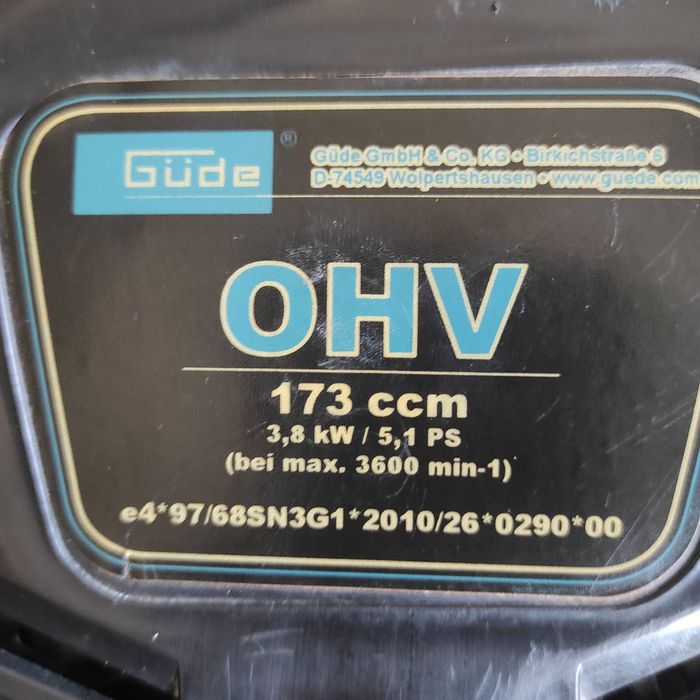 Güde ®
Güde GmbH & Co. KG • Birkichstraße 6
D-74549 Wolpertshausen • www.guede.com
OHV
173 ccm
3,8 kW / 5,1 PS
(bei max. 3600 min-1)
e4*97/68SN3G1*2010/26*0290*00